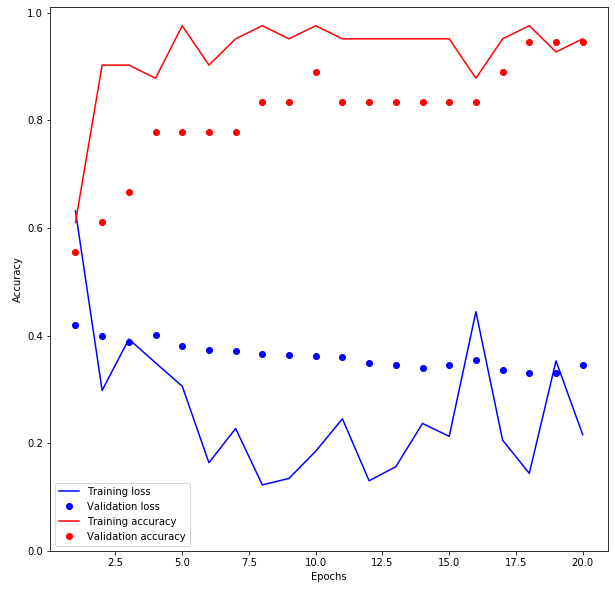 1.0
0.8
0.6
0.4
0.2
0.0
Accuracy
Training loss
Validation loss
Training accuracy
Validation accuracy
2.5 5.0 7.5 10.0 12.5 15.0 17.5 20.0
Epochs